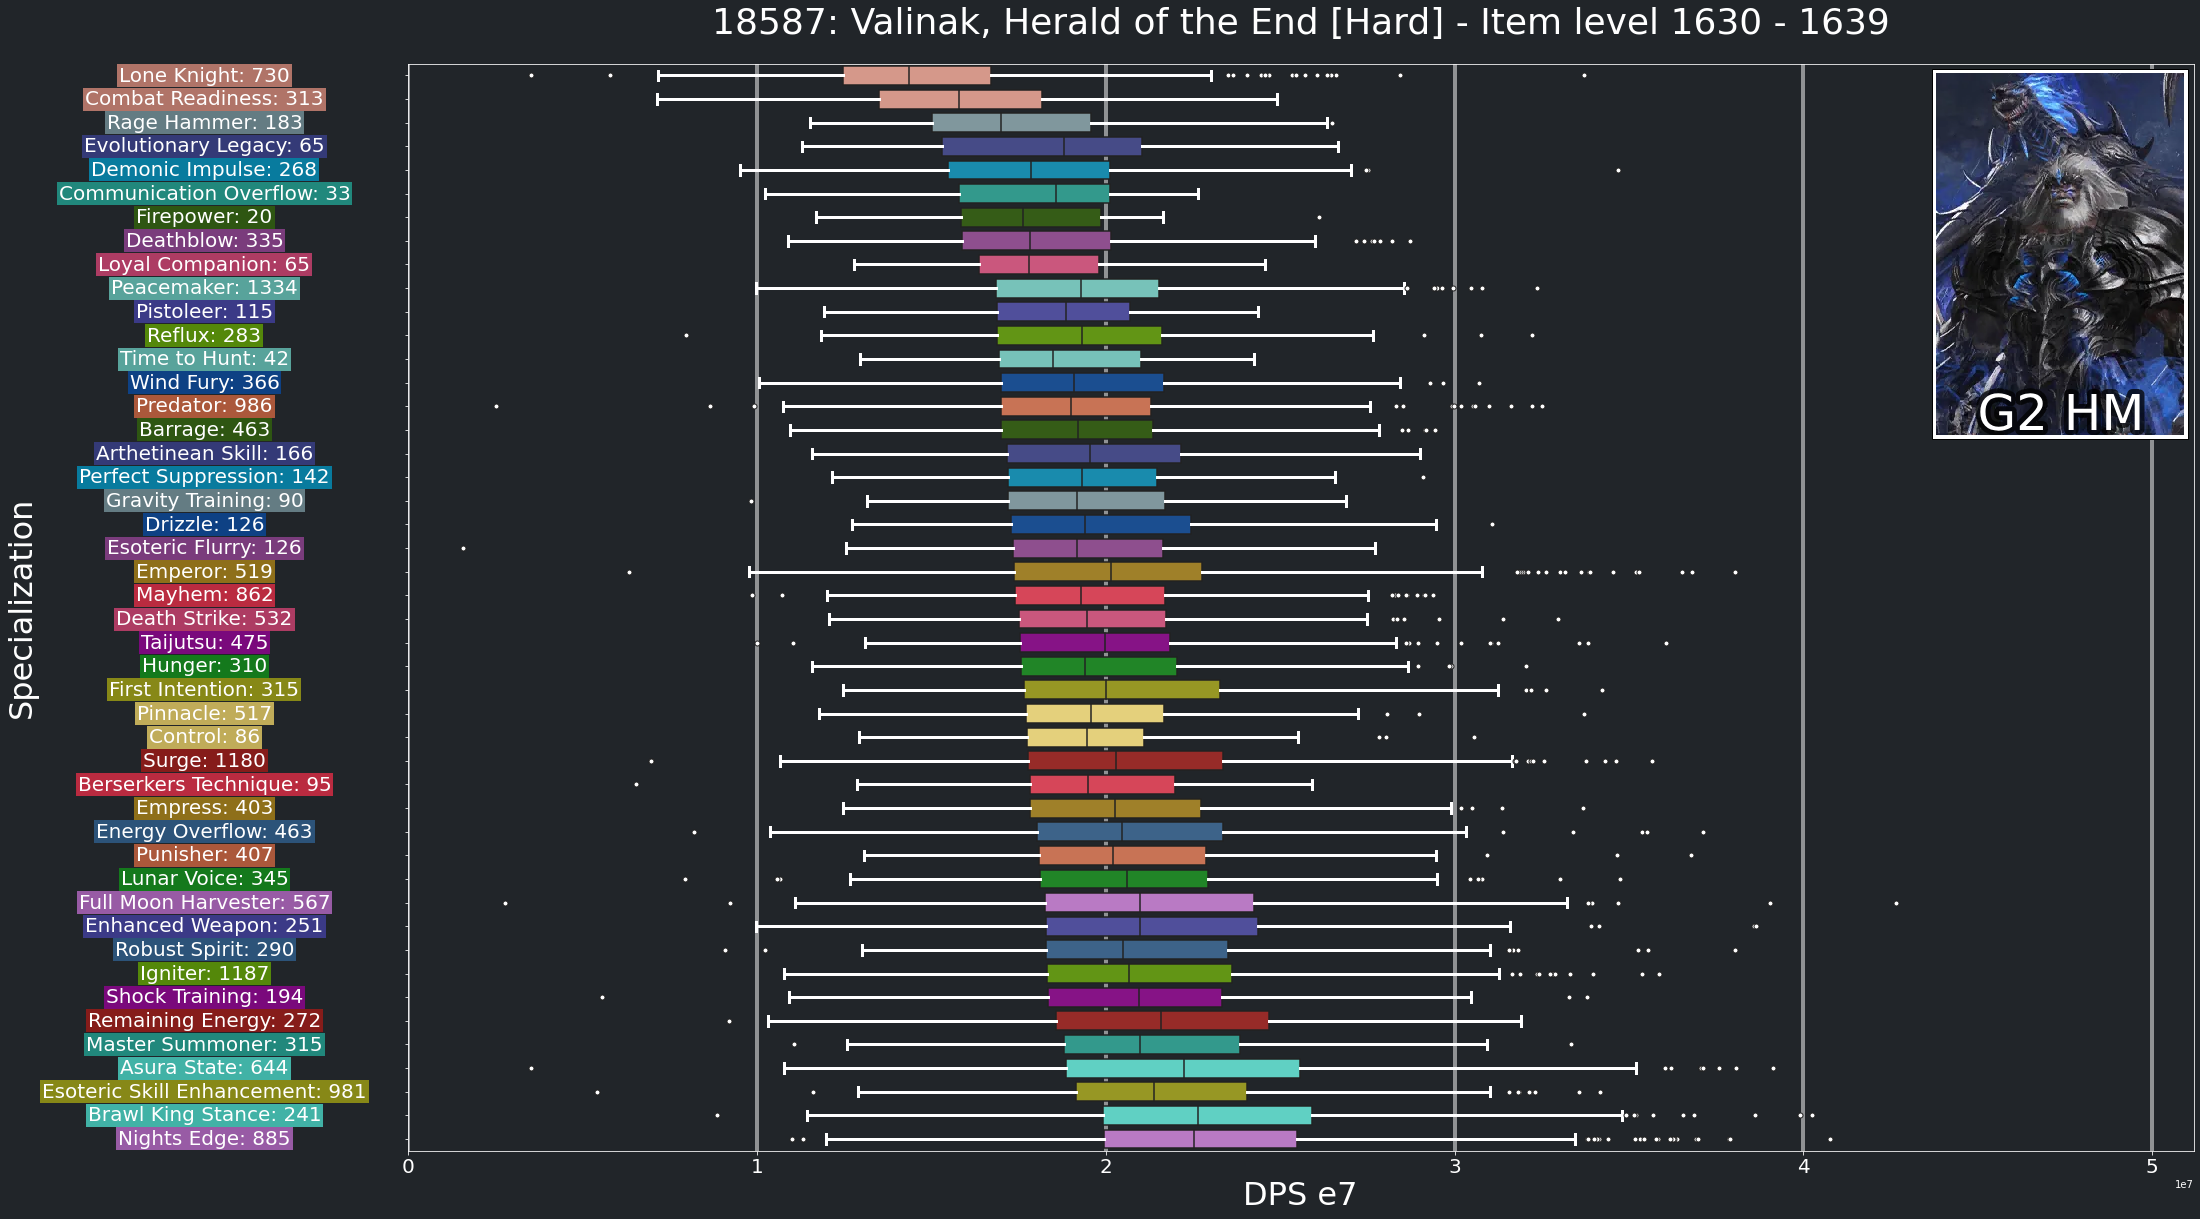 18587: Valinak, Herald of the End [Hard] - Item level 1630 - 1639
Specialization
Lone Knight: 730
Combat Readiness: 313
Rage Hammer: 183
Evolutionary Legacy: 65
Demonic Impulse: 268
Communication Overflow: 33
Firepower: 20
Deathblow: 335
Loyal Companion: 65
Peacemaker: 1334
Pistoleer: 115
Reflux: 283
Time to Hunt: 42
Wind Fury: 366
Predator: 986
Barrage: 463
Arthetinean Skill: 166
Perfect Suppression: 142
Gravity Training: 90
Drizzle: 126
Esoteric Flurry: 126
Emperor: 519
Mayhem: 862
Death Strike: 532
Taijutsu: 475
Hunger: 310
First Intention: 315
Pinnacle: 517
Control: 86
Surge: 1180
Berserkers Technique: 95
Empress: 403
Energy Overflow: 463
Punisher: 407
Lunar Voice: 345
Full Moon Harvester: 567
Enhanced Weapon: 251
Robust Spirit: 290
Igniter: 1187
Shock Training: 194
Remaining Energy: 272
Master Summoner: 315
Asura State: 644
Esoteric Skill Enhancement: 981
Brawl King Stance: 241
Nights Edge: 885
G2 HM
0 1 2 3 4 5
1e7
DPS e7